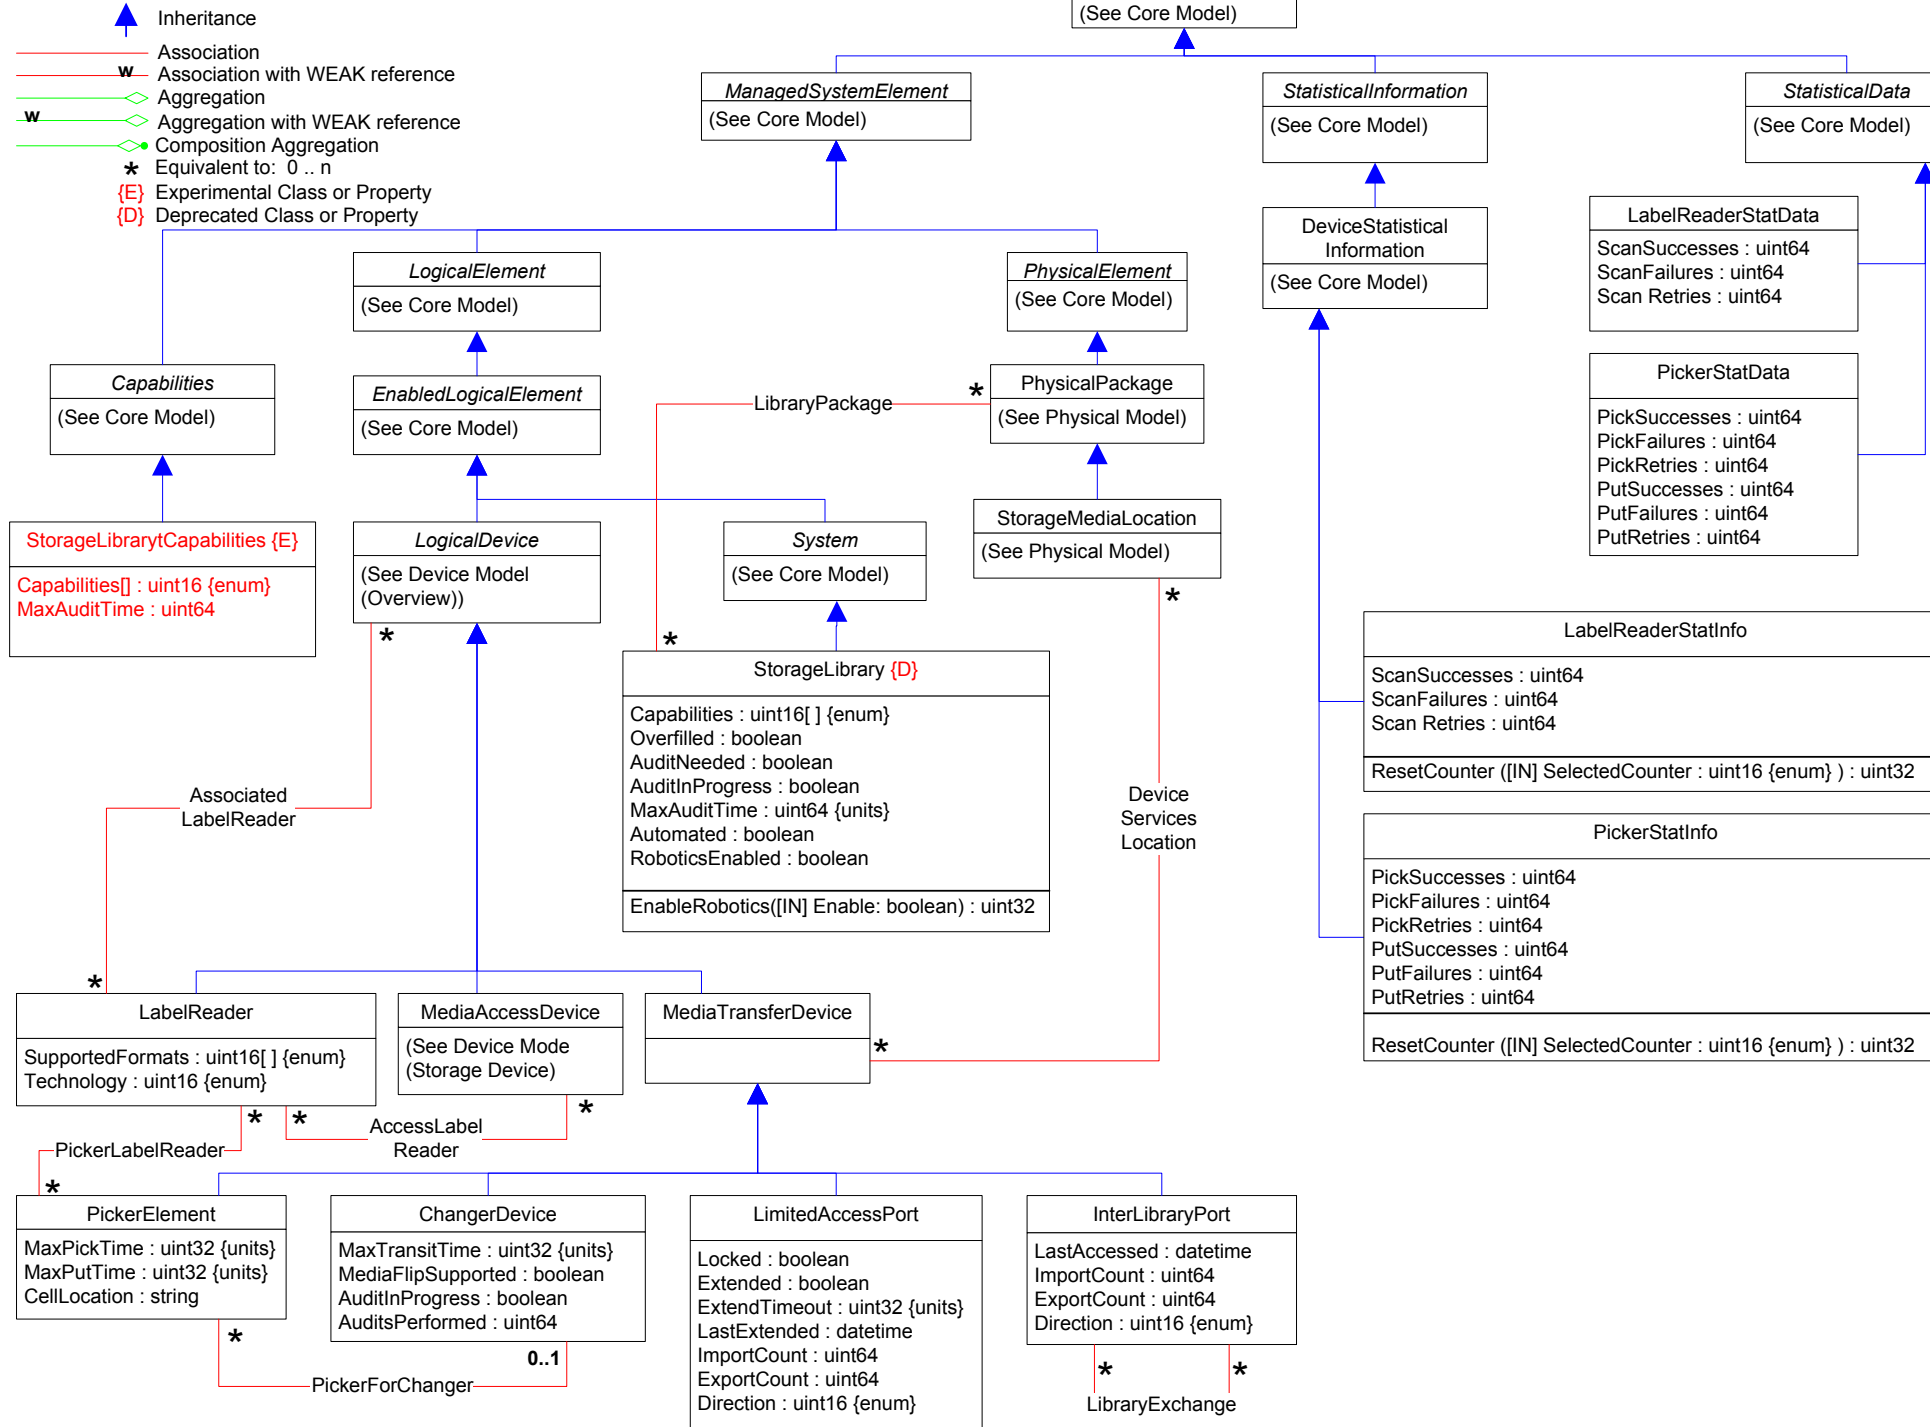 Inheritance
Association
w
Association with WEAK reference
Aggregation
w
Aggregation with WEAK reference
Composition Aggregation
* Equivalent to: 0 .. n
{E} Experimental Class or Property
{D} Deprecated Class or Property
(See Core Model)
ManagedSystemElement
(See Core Model)
StatisticalInformation
(See Core Model)
StatisticalData
(See Core Model)
DeviceStatistical
Information
(See Core Model)
LabelReaderStatData
ScanSuccesses : uint64
ScanFailures : uint64
Scan Retries : uint64
LogicalElement
(See Core Model)
PhysicalElement
(See Core Model)
Capabilities
(See Core Model)
EnabledLogicalElement
(See Core Model)
LibraryPackage
*
PhysicalPackage
(See Physical Model)
PickerStatData
PickSuccesses : uint64
PickFailures : uint64
PickRetries : uint64
PutSuccesses : uint64
PutFailures : uint64
PutRetries : uint64
StorageLibrarytCapabilities {E}
Capabilities[] : uint16 {enum}
MaxAuditTime : uint64
LogicalDevice
(See Device Model
(Overview))
*
System
(See Core Model)
StorageMediaLocation
(See Physical Model)
*
*
StorageLibrary {D}
Capabilities : uint16[ ] {enum}
Overfilled : boolean
AuditNeeded : boolean
AuditInProgress : boolean
MaxAuditTime : uint64 {units}
Automated : boolean
RoboticsEnabled : boolean
EnableRobotics([IN] Enable: boolean) : uint32
LabelReaderStatInfo
ScanSuccesses : uint64
ScanFailures : uint64
Scan Retries : uint64
ResetCounter ([IN] SelectedCounter : uint16 {enum} ) : uint32
Associated
LabelReader
Device
Services
Location
PickerStatInfo
PickSuccesses : uint64
PickFailures : uint64
PickRetries : uint64
PutSuccesses : uint64
PutFailures : uint64
PutRetries : uint64
ResetCounter ([IN] SelectedCounter : uint16 {enum} ) : uint32
*
LabelReader
SupportedFormats : uint16[ ] {enum}
Technology : uint16 {enum}
*
*
MediaAccessDevice
(See Device Mode
(Storage Device)
*
MediaTransferDevice
*
AccessLabel
Reader
PickerLabelReader
*
PickerElement
MaxPickTime : uint32 {units}
MaxPutTime : uint32 {units}
CellLocation : string
*
ChangerDevice
MaxTransitTime : uint32 {units}
MediaFlipSupported : boolean
AuditInProgress : boolean
AuditsPerformed : uint64
0..1
PickerForChanger
LimitedAccessPort
Locked : boolean
Extended : boolean
ExtendTimeout : uint32 {units}
LastExtended : datetime
ImportCount : uint64
ExportCount : uint64
Direction : uint16 {enum}
InterLibraryPort
LastAccessed : datetime
ImportCount : uint64
ExportCount : uint64
Direction : uint16 {enum}
*
*
LibraryExchange